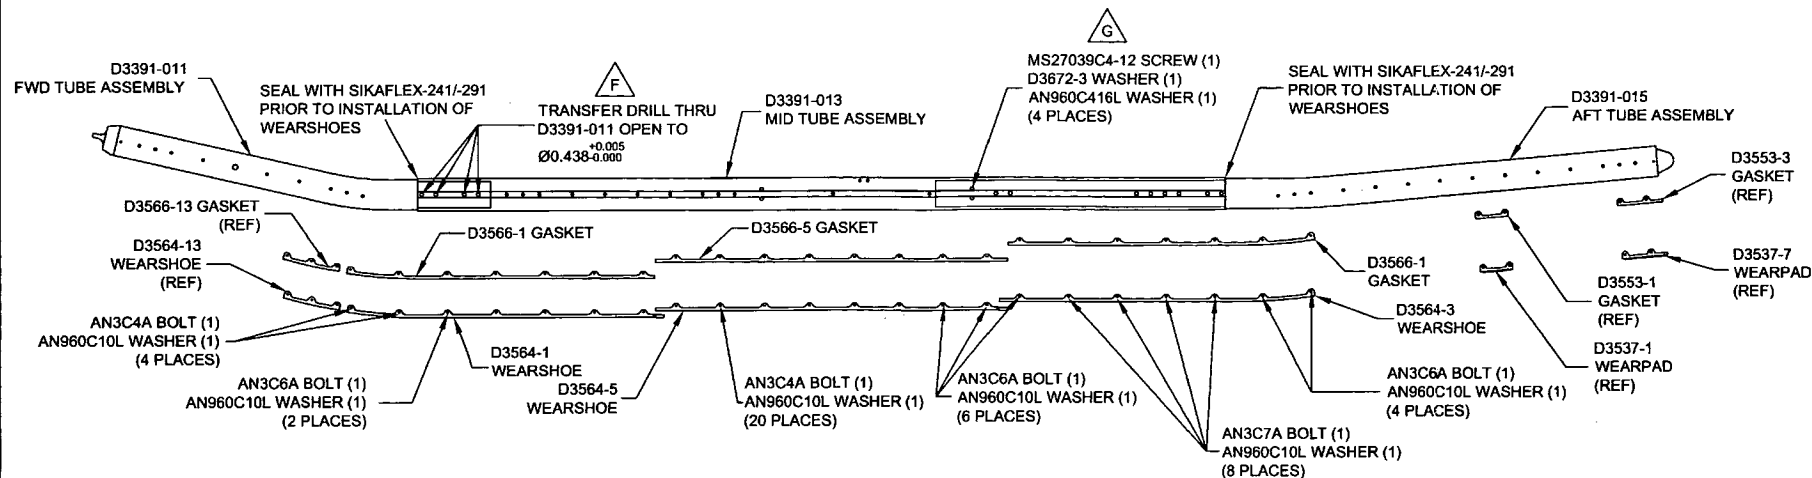 D3391-011
FWD TUBE ASSEMBLY
SEAL WITH SIKAFLEX-241/-291
PRIOR TO INSTALLATION OF
WEARSHOES
F
TRANSFER DRILL THRU
D3391-011 OPEN TO
Ø0.438 +0.005 -0.000
D3391-013
MID TUBE ASSEMBLY
G
MS27039C4-12 SCREW (1)
D3672-3 WASHER (1)
AN960C416L WASHER (1)
(4 PLACES)
SEAL WITH SIKAFLEX-241/-291
PRIOR TO INSTALLATION OF
WEARSHOES
D3391-015
AFT TUBE ASSEMBLY
D3553-3
GASKET
(REF)
D3566-13 GASKET
(REF)
D3564-13
WEARSHOE
(REF)
D3566-1 GASKET
D3566-5 GASKET
D3566-1
GASKET
D3553-1
GASKET
(REF)
D3537-7
WEARPAD
(REF)
AN3C4A BOLT (1)
AN960C10L WASHER (1)
(4 PLACES)
D3564-1
WEARSHOE
AN3C6A BOLT (1)
AN960C10L WASHER (1)
(2 PLACES)
D3564-5
WEARSHOE
AN3C4A BOLT (1)
AN960C10L WASHER (1)
(20 PLACES)
AN3C6A BOLT (1)
AN960C10L WASHER (1)
(6 PLACES)
D3564-3
WEARSHOE
AN3C7A BOLT (1)
AN960C10L WASHER (1)
(8 PLACES)
AN3C6A BOLT (1)
AN960C10L WASHER (1)
(4 PLACES)
D3537-1
WEARPAD
(REF)